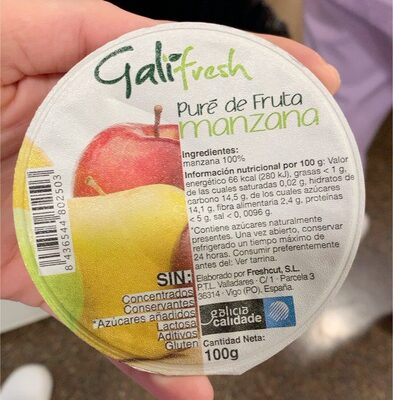 Galifresh
Puré de Fruta
manzana
Ingredientes:
manzana 100%
Información nutricional por 100 g: Valor
energético 66 kcal (280 kJ), grasas < 1 g,
de las cuales saturadas 0,02 g, hidratos de
carbono 14,5 g, de los cuales azúcares
14,1 g, fibra alimentaria 2,4 g, proteínas
< 5 g, sal < 0, 0096 g.
*Contiene azúcares naturalmente
presentes. Una vez abierto, conservar
refrigerado un tiempo máximo de
24 horas. Consumir preferentemente
antes del: Ver tarrina.
Elaborado por Freshcut, S.L.
P.T.L. Valladares · C/ 1 · Parcela 3
36314 · Vigo (PO), España.
8 436544 802503
SIN:
Concentrados
Conservantes
*Azúcares añadidos
Lactosa
Aditivos
Gluten
galicia
calidade
Cantidad Neta:
100g